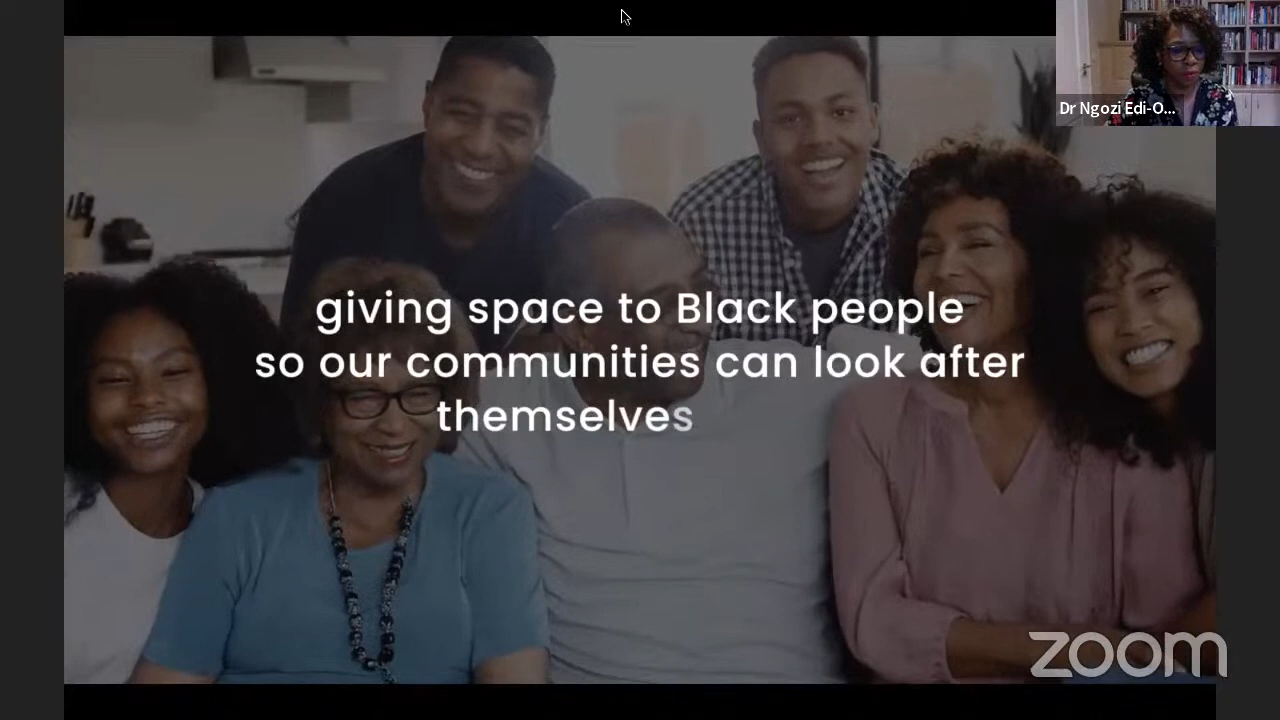 Dr Ngozi Edi-O...
giving space to Black people
so our communities can look after
themselves
zoom